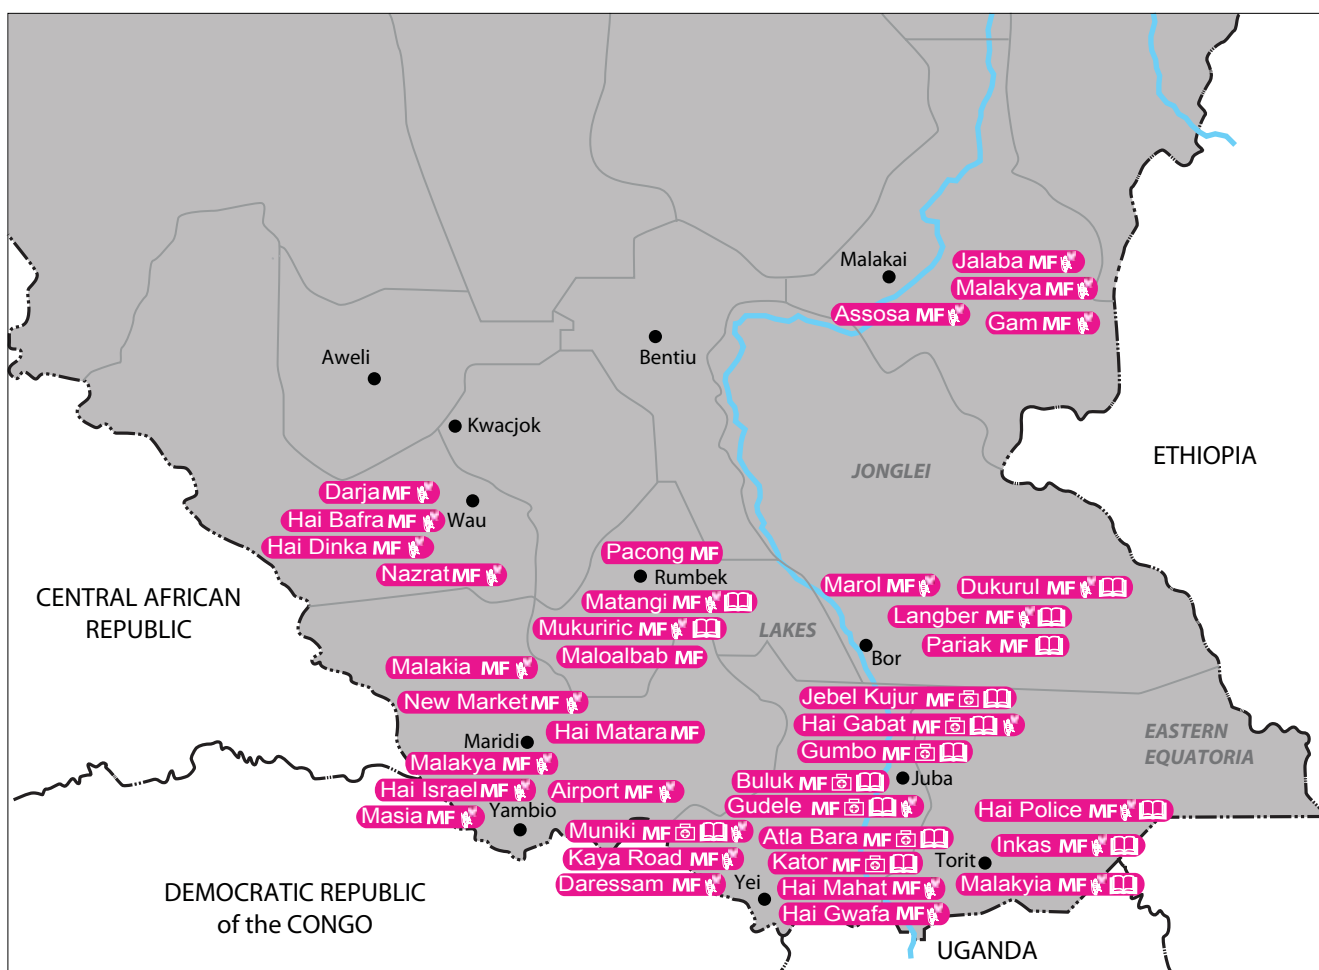 Malakai
Jalaba MF
Malakya MF
Assosa MF
Gam MF
Aweli
Bentiu
Kwacjok
ETHIOPIA
JONGLEI
Darja MF
Hai Bafra MF
Wau
Hai Dinka MF
Nazrat MF
CENTRAL AFRICAN
REPUBLIC
Pacong MF
Rumbek
Matangi MF
Mukuriric MF
Maloalbab MF
LAKES
Marol MF
Dukurul MF
Langber MF
Pariak MF
Bor
Malakia MF
New Market MF
Hai Matara MF
Maridi
Malakya MF
Hai Israel MF
Airport MF
Masia MF
Yambio
Jebel Kujur MF
Hai Gabat MF
Gumbo MF
EASTERN
EQUATORIA
Buluk MF
Juba
Gudele MF
Muniki MF
Atla Bara MF
Kaya Road MF
Kator MF
Daressam MF
Yei
Hai Mahat MF
Hai Gwafa MF
Hai Police MF
Inkas MF
Torit
Malakyia MF
DEMOCRATIC REPUBLIC
of the CONGO
UGANDA